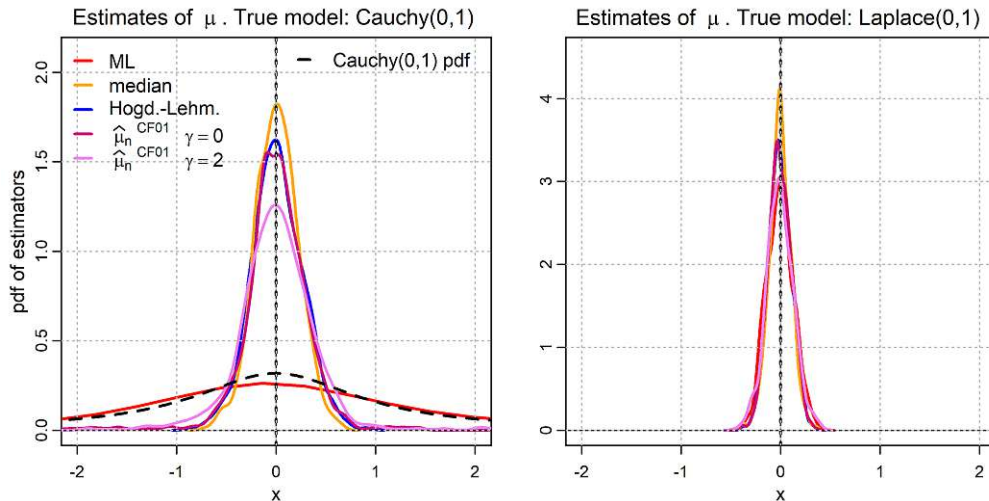 Estimates of μ . True model: Cauchy(0,1)
ML
median
Hogd.-Lehm.
μ̂n CF01 γ = 0
μ̂n CF01 γ = 2
Cauchy(0,1) pdf
pdf of estimators
2.0
1.5
1.0
0.5
0.0
-2 -1 0 1 2
x
Estimates of μ . True model: Laplace(0,1)
4
3
2
1
0
-2 -1 0 1 2
x